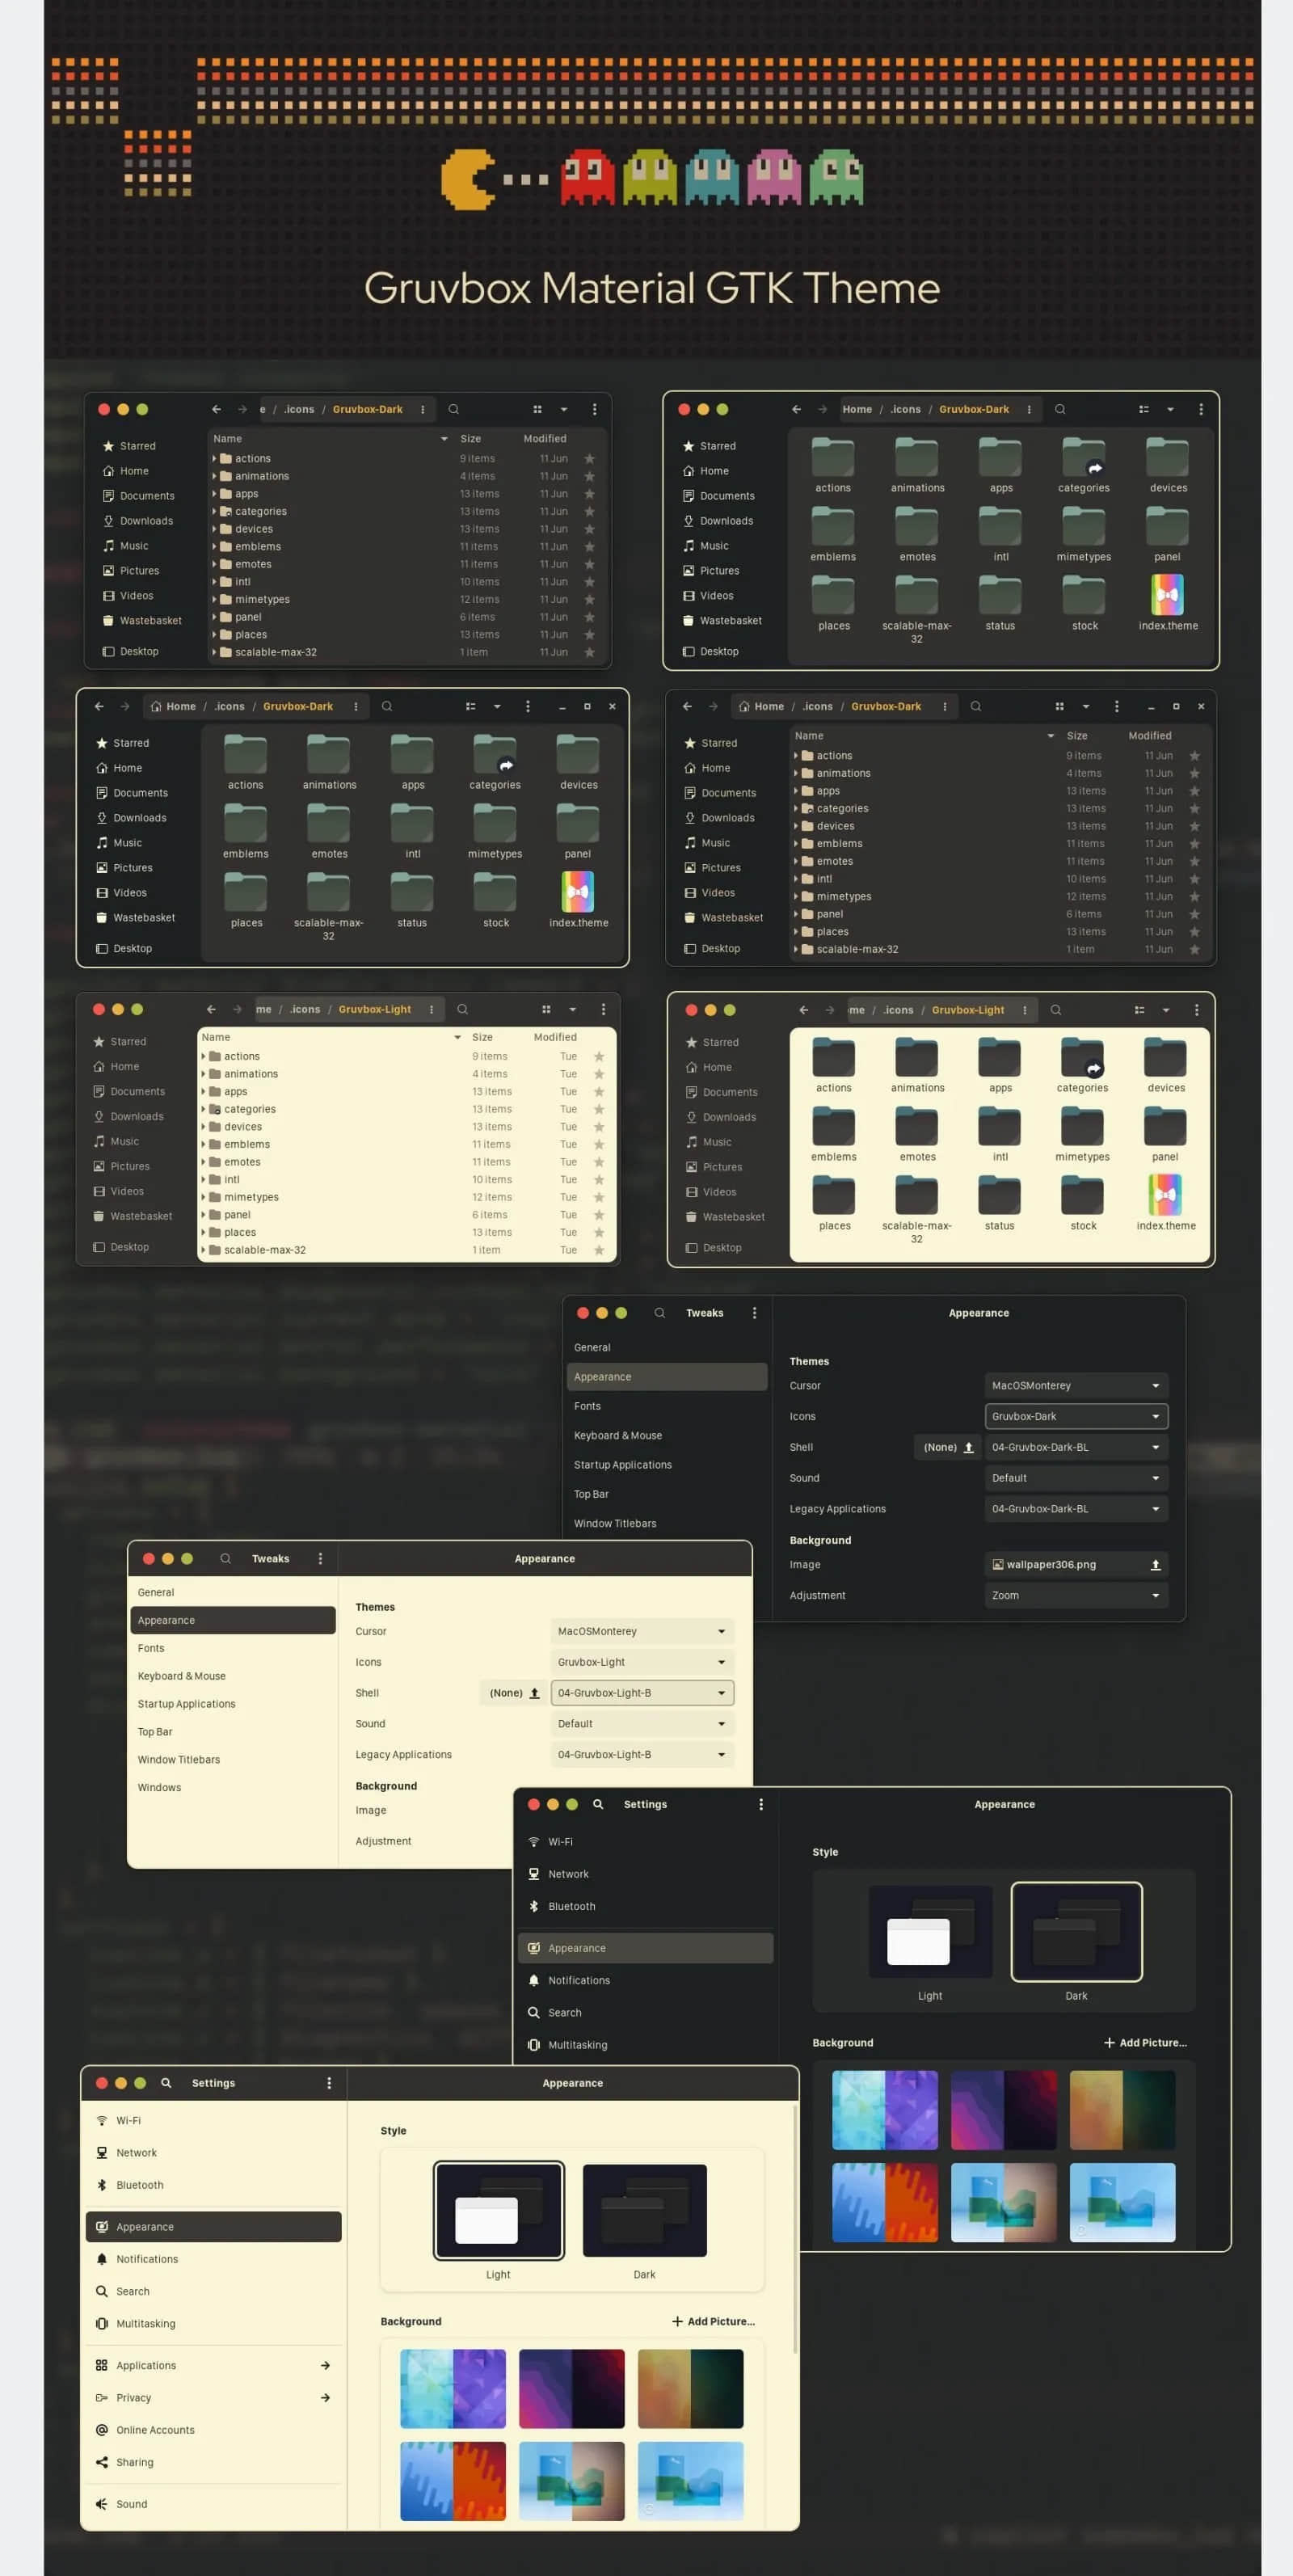 Gruvbox Material GTK Theme
e / .icons / Gruvbox-Dark
Starred
Home
Documents
Downloads
Music
Pictures
Videos
Wastebasket
Desktop
Name Size Modified
actions 9 items 11 Jun
animations 4 items 11 Jun
apps 13 items 11 Jun
categories 13 items 11 Jun
devices 13 items 11 Jun
emblems 11 items 11 Jun
emotes 11 items 11 Jun
intl 10 items 11 Jun
mimetypes 12 items 11 Jun
panel 6 items 11 Jun
places 13 items 11 Jun
scalable-max-32 1 item 11 Jun
Home / .icons / Gruvbox-Dark
Starred
Home
Documents
Downloads
Music
Pictures
Videos
Wastebasket
Desktop
actions animations apps categories devices
emblems emotes intl mimetypes panel
places scalable-max- status stock index.theme
32
Home / .icons / Gruvbox-Dark
Starred
Home
Documents
Downloads
Music
Pictures
Videos
Wastebasket
Desktop
actions animations apps categories devices
emblems emotes intl mimetypes panel
places scalable-max- status stock index.theme
32
Home / .icons / Gruvbox-Dark
Starred
Home
Documents
Downloads
Music
Pictures
Videos
Wastebasket
Desktop
Name Size Modified
actions 9 items 11 Jun
animations 4 items 11 Jun
apps 13 items 11 Jun
categories 13 items 11 Jun
devices 13 items 11 Jun
emblems 11 items 11 Jun
emotes 11 items 11 Jun
intl 10 items 11 Jun
mimetypes 12 items 11 Jun
panel 6 items 11 Jun
places 13 items 11 Jun
scalable-max-32 1 item 11 Jun
me / .icons / Gruvbox-Light
Starred
Home
Documents
Downloads
Music
Pictures
Videos
Wastebasket
Desktop
Name Size Modified
actions 9 items Tue
animations 4 items Tue
apps 13 items Tue
categories 13 items Tue
devices 13 items Tue
emblems 11 items Tue
emotes 11 items Tue
intl 10 items Tue
mimetypes 12 items Tue
panel 6 items Tue
places 13 items Tue
scalable-max-32 1 item Tue
me / .icons / Gruvbox-Light
Starred
Home
Documents
Downloads
Music
Pictures
Videos
Wastebasket
Desktop
actions animations apps categories devices
emblems emotes intl mimetypes panel
places scalable-max- status stock index.theme
32
Tweaks
General
Appearance
Fonts
Keyboard & Mouse
Startup Applications
Top Bar
Window Titlebars
Appearance
Themes
Cursor MacOSMonterey
Icons Gruvbox-Dark
Shell (None) 04-Gruvbox-Dark-BL
Sound Default
Legacy Applications 04-Gruvbox-Dark-BL
Background
Image wallpaper306.png
Adjustment Zoom
Tweaks
General
Appearance
Fonts
Keyboard & Mouse
Startup Applications
Top Bar
Window Titlebars
Windows
Appearance
Themes
Cursor MacOSMonterey
Icons Gruvbox-Light
Shell (None) 04-Gruvbox-Light-B
Sound Default
Legacy Applications 04-Gruvbox-Light-B
Background
Image
Adjustment
Settings
Wi-Fi
Network
Bluetooth
Appearance
Notifications
Search
Multitasking
Appearance
Style
Light Dark
Background Add Picture...
Settings
Wi-Fi
Network
Bluetooth
Appearance
Notifications
Search
Multitasking
Applications
Privacy
Online Accounts
Sharing
Sound
Appearance
Style
Light Dark
Background Add Picture...